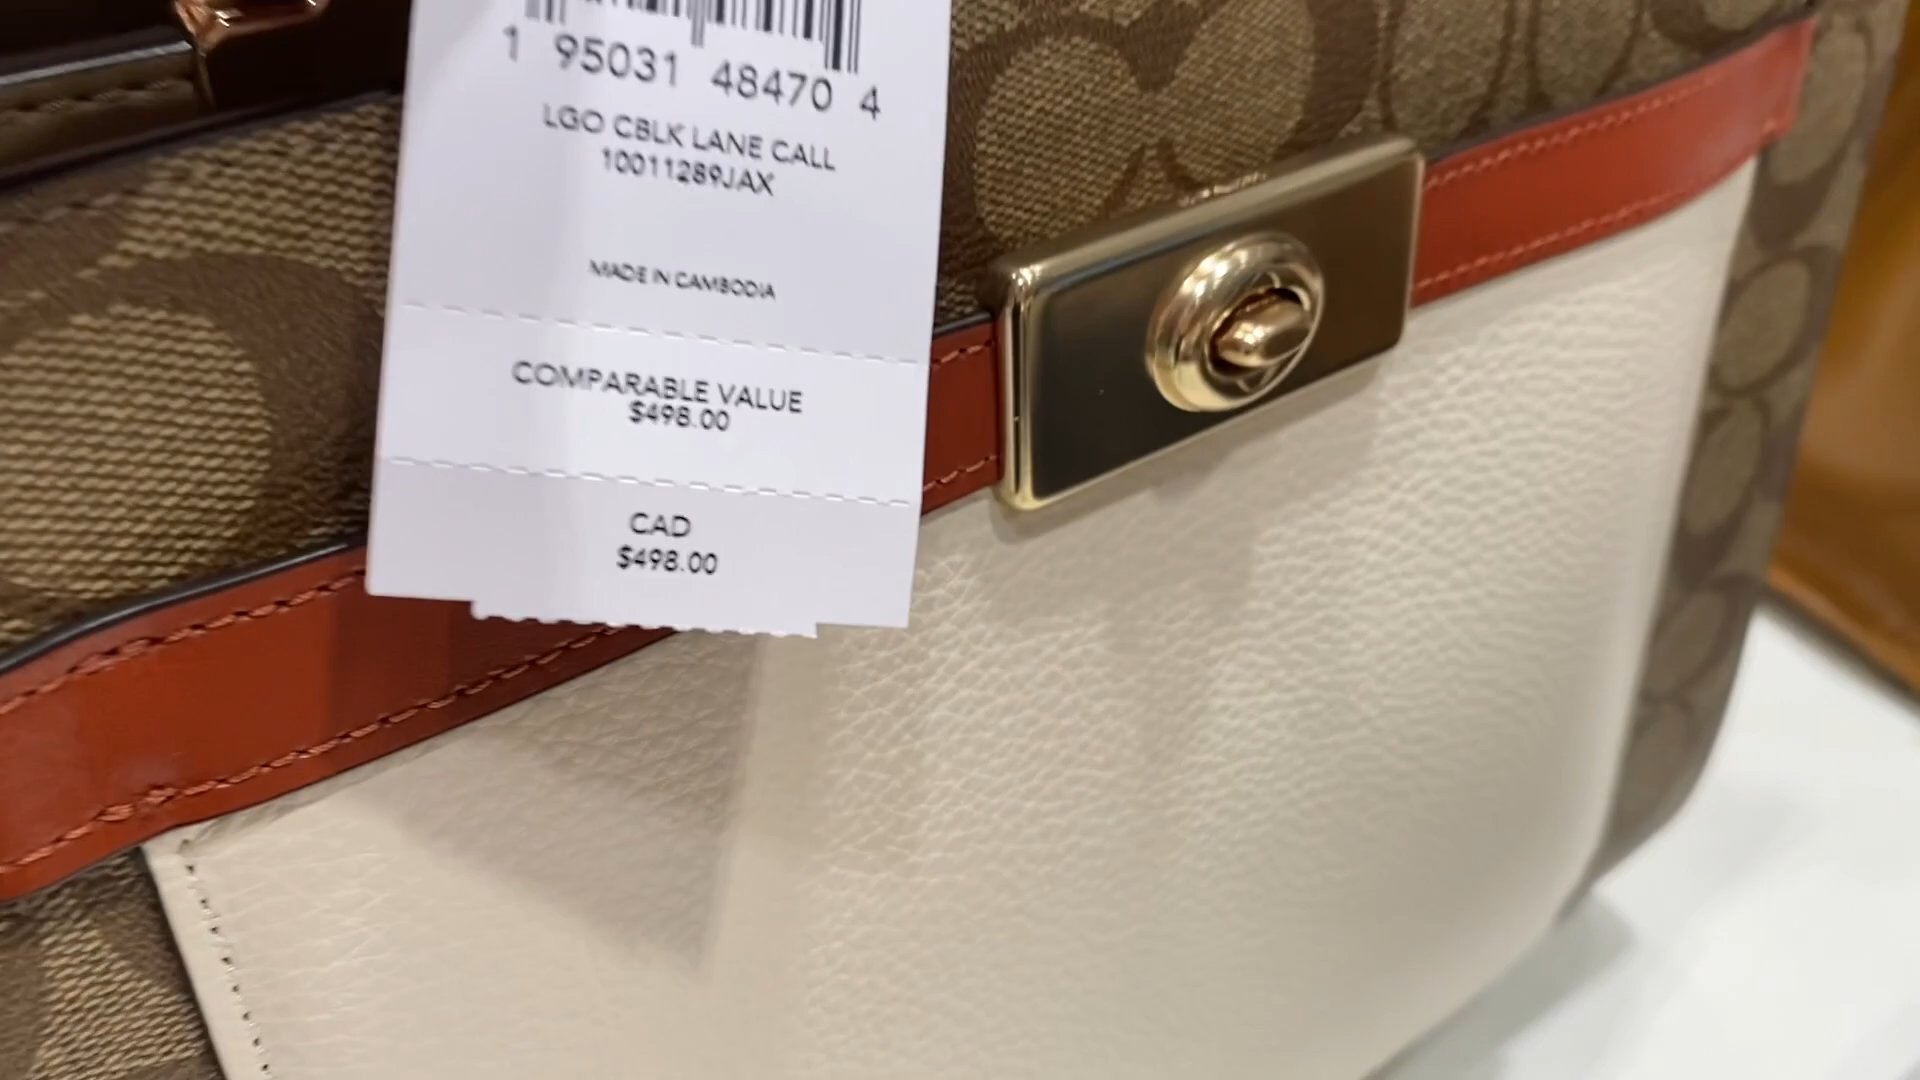 1 95031 48470 4
LGO CBLK LANE CALL
10011289JAX
MADE IN CAMBODIA
COMPARABLE VALUE
$498.00
CAD
$498.00